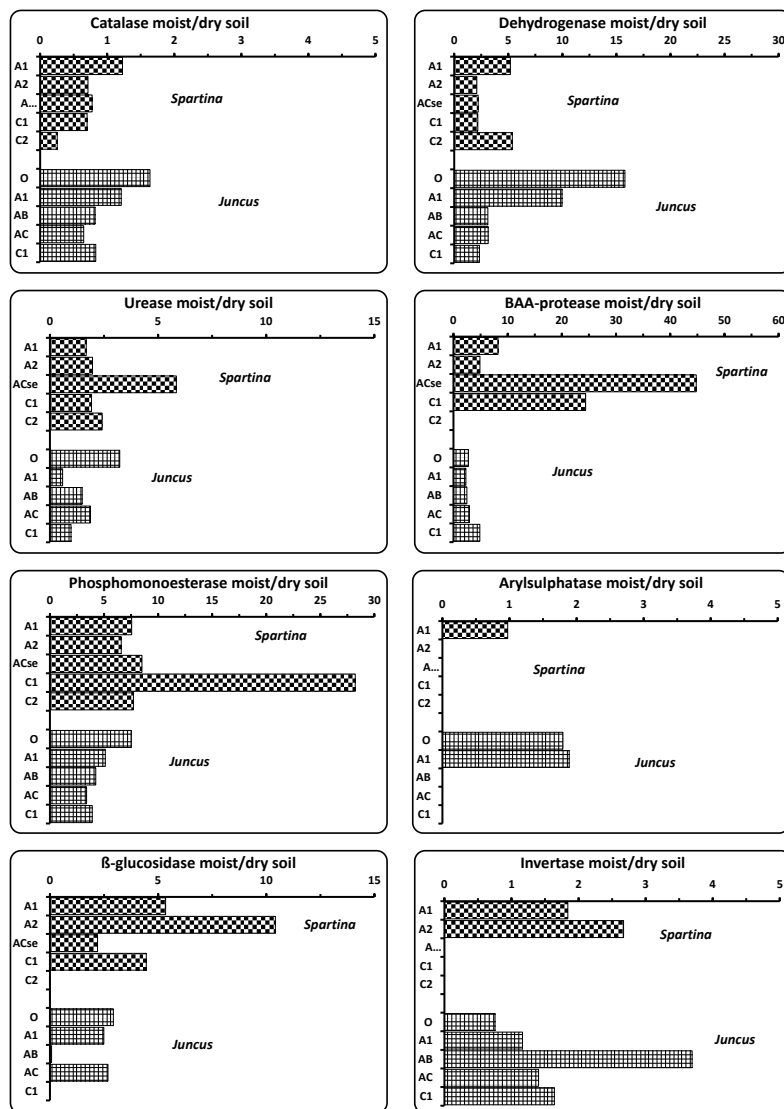 Catalase moist/dry soil
0 1 2 3 4 5
A1
A2
A...
C1
C2
Spartina
O
A1
AB
AC
C1
Juncus
Dehydrogenase moist/dry soil
0 5 10 15 20 25 30
A1
A2
ACse
C1
C2
Spartina
O
A1
AB
AC
C1
Juncus
Urease moist/dry soil
0 5 10 15
A1
A2
ACse
C1
C2
Spartina
O
A1
AB
AC
C1
Juncus
BAA-protease moist/dry soil
0 10 20 30 40 50 60
A1
A2
ACse
C1
C2
Spartina
O
A1
AB
AC
C1
Juncus
Phosphomonoesterase moist/dry soil
0 5 10 15 20 25 30
A1
A2
ACse
C1
C2
Spartina
O
A1
AB
AC
C1
Juncus
Arylsulphatase moist/dry soil
0 1 2 3 4 5
A1
A2
A...
C1
C2
Spartina
O
A1
AB
AC
C1
Juncus
ß-glucosidase moist/dry soil
0 5 10 15
A1
A2
ACse
C1
C2
Spartina
O
A1
AB
AC
C1
Juncus
Invertase moist/dry soil
0 1 2 3 4 5
A1
A2
A...
C1
C2
Spartina
O
A1
AB
AC
C1
Juncus